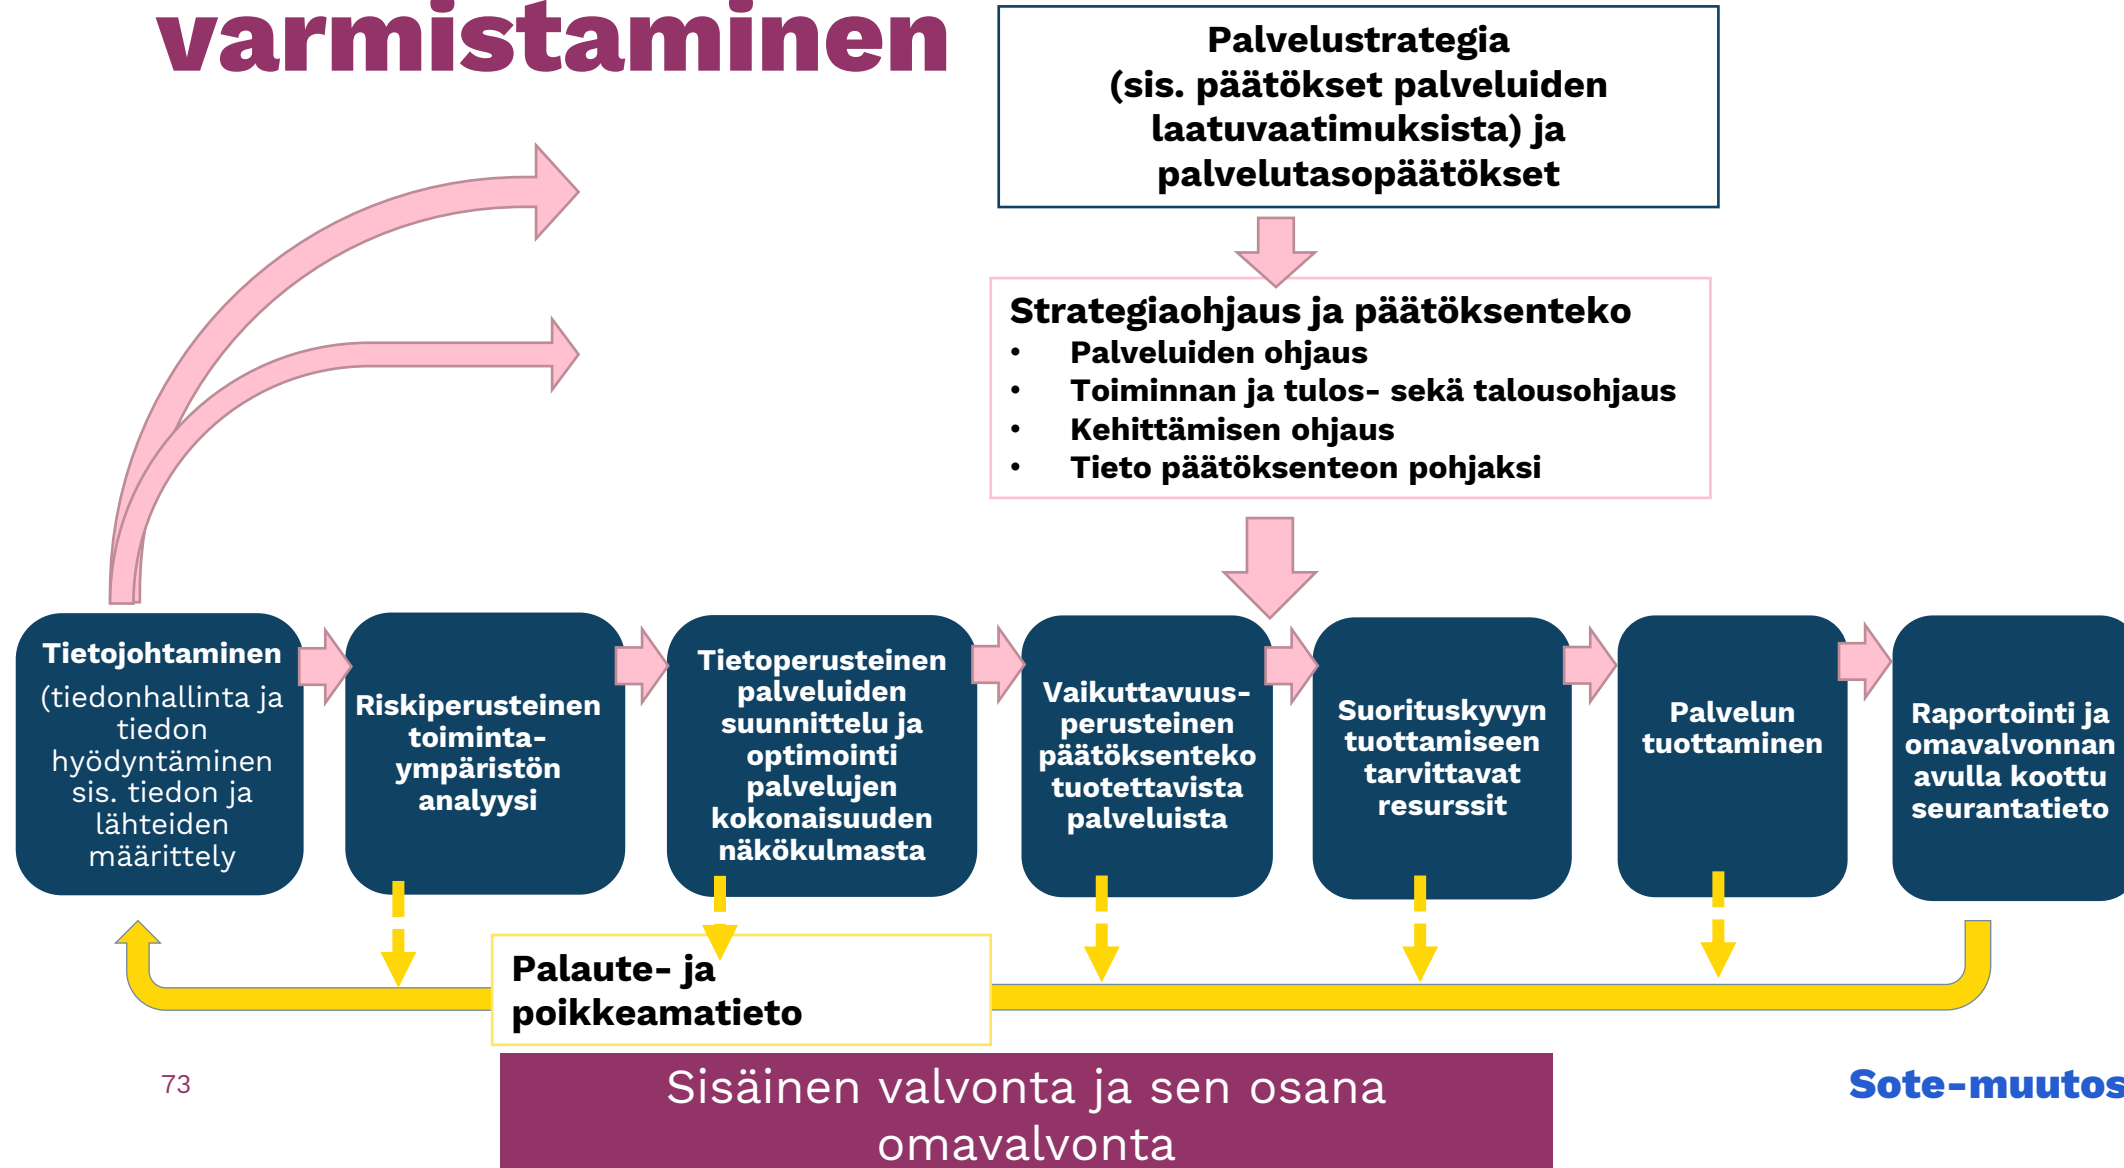 varmistaminen
Palvelustrategia
(sis. päätökset palveluiden
laatuvaatimuksista) ja
palvelutasopäätökset
Strategiaohjaus ja päätöksenteko
• Palveluiden ohjaus
• Toiminnan ja tulos- sekä talousohjaus
• Kehittämisen ohjaus
• Tieto päätöksenteon pohjaksi
Tietojohtaminen
(tiedonhallinta ja
tiedon
hyödyntäminen
sis. tiedon ja
lähteiden
määrittely
Riskiperusteinen
toiminta-
ympäristön
analyysi
Tietoperusteinen
palveluiden
suunnittelu ja
optimointi
palvelujen
kokonaisuuden
näkökulmasta
Vaikuttavuus-
perusteinen
päätöksenteko
tuotettavista
palveluista
Suorituskyvyn
tuottamiseen
tarvittavat
resurssit
Palvelun
tuottaminen
Raportointi ja
omavalvonnan
avulla koottu
seurantatieto
Palaute- ja
poikkeamatieto
73
Sisäinen valvonta ja sen osana
omavalvonta
Sote-muutos